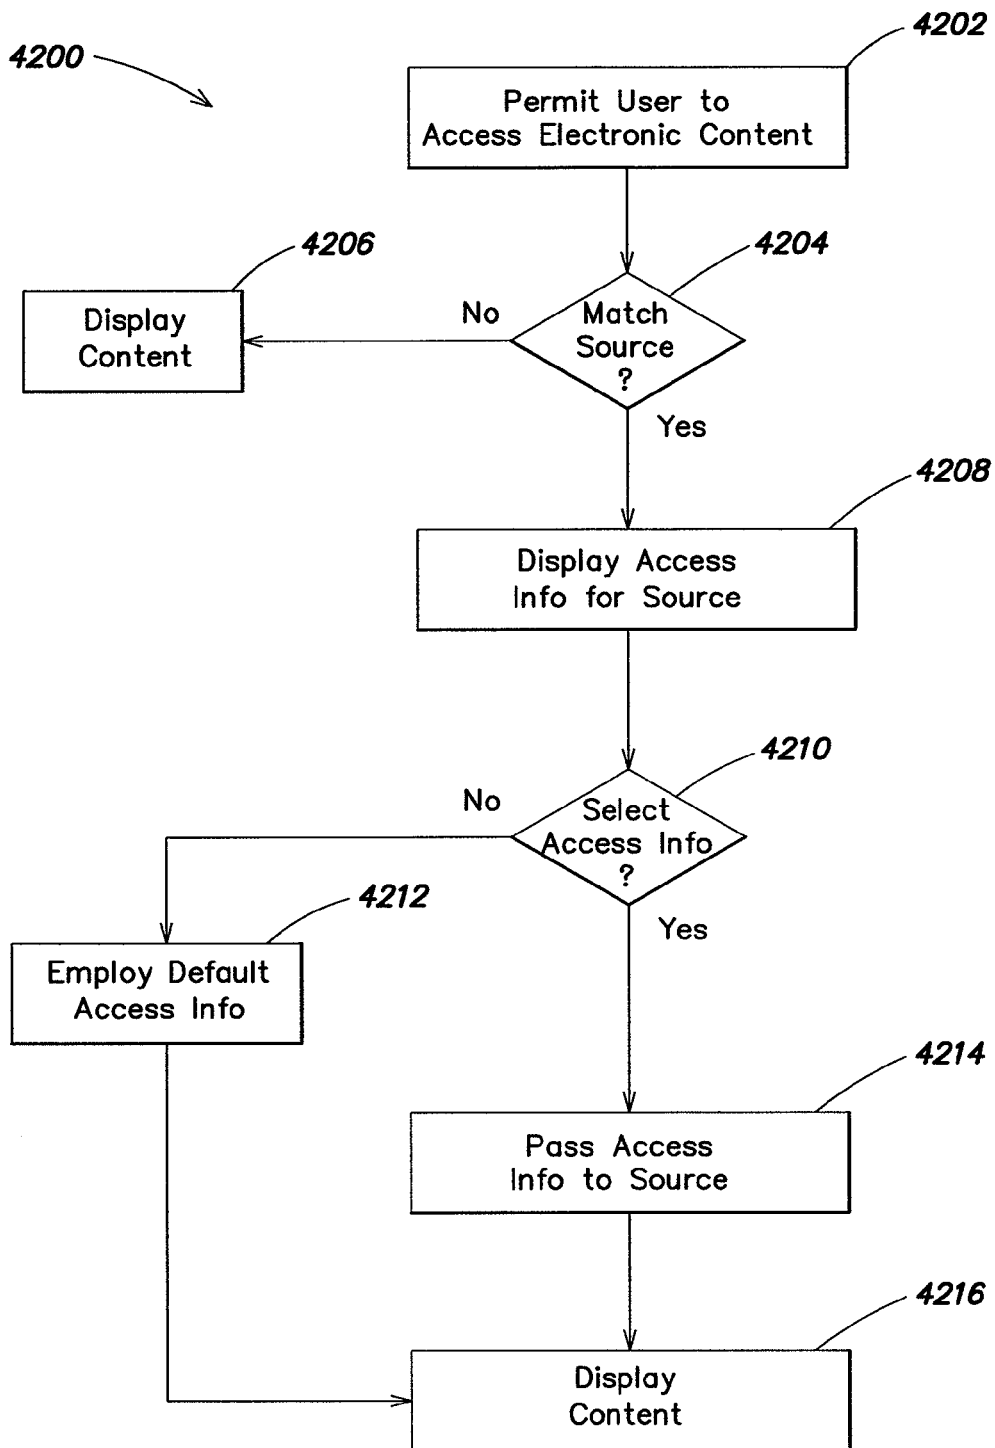 4202
4200
Permit User to
Access Electronic Content
4206
4204
Display
Content
No
Match
Source
?
Yes
4208
Display Access
Info for Source
4210
No
Select
Access Info
?
4212
Yes
Employ Default
Access Info
4214
Pass Access
Info to Source
4216
Display
Content